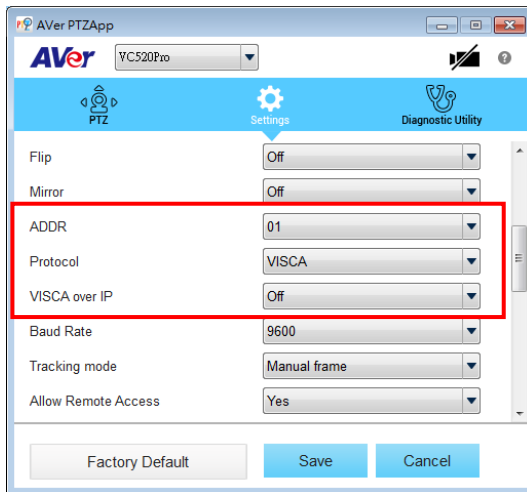 AVer PTZApp
AVer VC520Pro
PTZ Settings Diagnostic Utility
Flip Off
Mirror Off
ADDR 01
Protocol VISCA
VISCA over IP Off
Baud Rate 9600
Tracking mode Manual frame
Allow Remote Access Yes
Factory Default Save Cancel